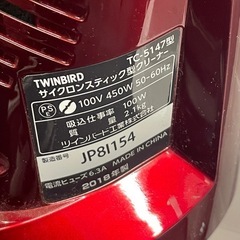 TWINBIRD
TC-5147型
サイクロンスティック型クリーナー
PS E 100V 450W 50-60Hz
吸込仕事率 100W
質量 2.1kg
ツインバード工業株式会社
製造番号 JP8I154
MADE IN CHINA
電流ヒューズ 6.3A
2018年製